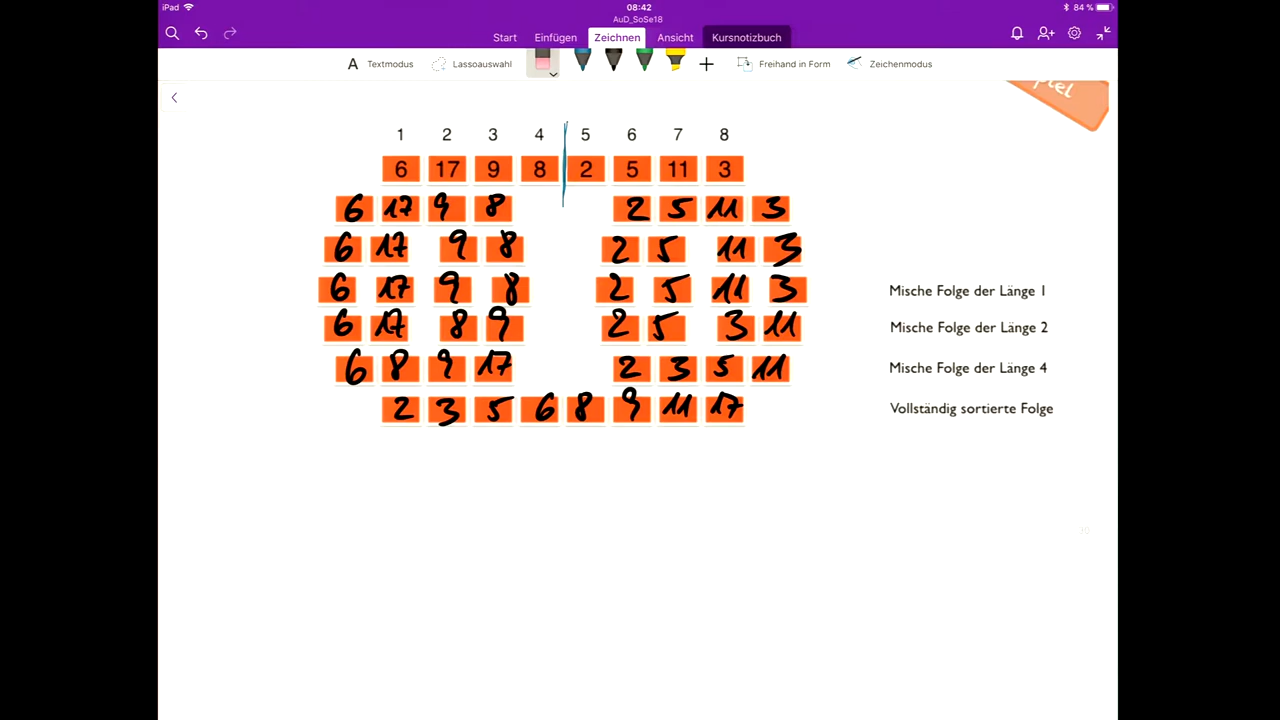 iPad 08:42 84 %
AuD_SoSe18
Start Einfügen Zeichnen Ansicht Kursnotizbuch
A Textmodus Lassoauswahl + Freihand in Form Zeichenmodus
1 2 3 4 5 6 7 8
6 17 9 8 2 5 11 3
6 17 9 8 2 5 11 3
6 17 9 8 2 5 11 3
6 17 9 8 2 5 11 3 Mische Folge der Länge 1
6 17 8 9 2 5 3 11 Mische Folge der Länge 2
6 8 9 17 2 3 5 11 Mische Folge der Länge 4
2 3 5 6 8 9 11 17 Vollständig sortierte Folge